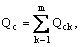 Q_c = \sum_{k=1}^{m} Q_{ck},